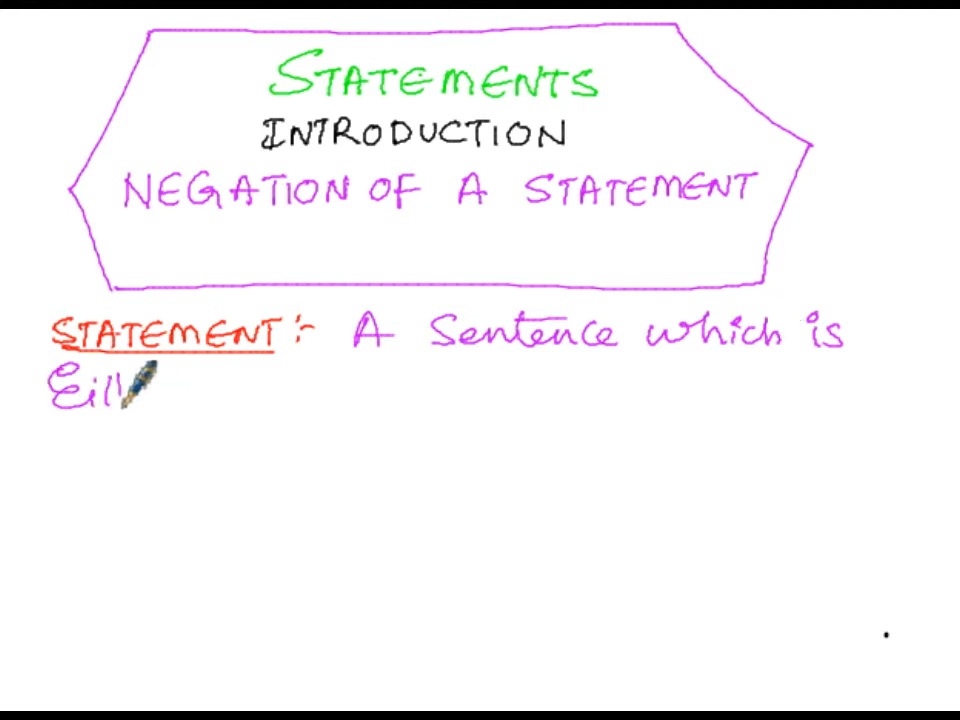 STATEMENTS
INTRODUCTION
NEGATION OF A STATEMENT
STATEMENT :- A Sentence which is